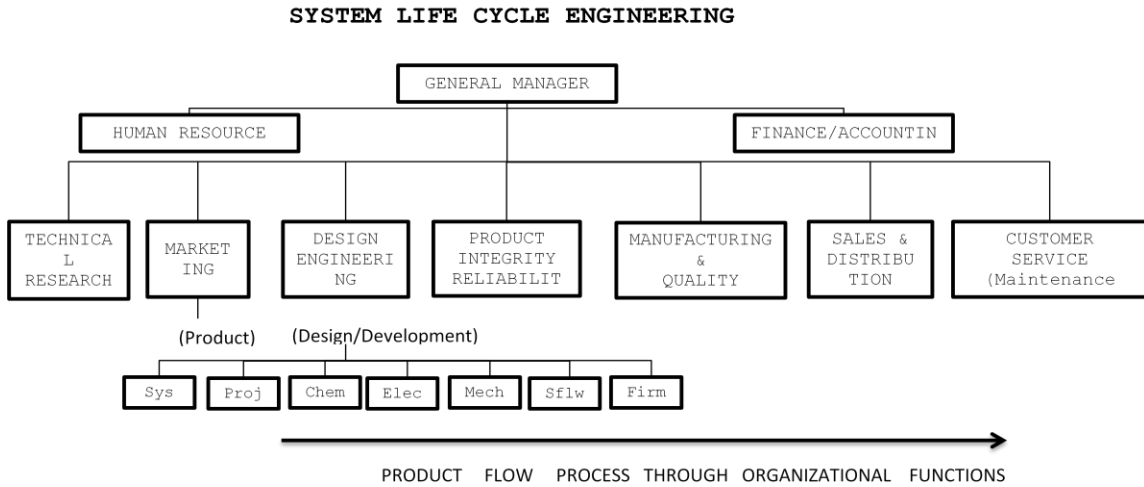 SYSTEM LIFE CYCLE ENGINEERING
GENERAL MANAGER
HUMAN RESOURCE
FINANCE/ACCOUNTIN
TECHNICA
L
RESEARCH
MARKET
ING
DESIGN
ENGINEERI
NG
PRODUCT
INTEGRITY
RELIABILIT
MANUFACTURING
&
QUALITY
SALES &
DISTRIBU
TION
CUSTOMER
SERVICE
(Maintenance
(Product)
(Design/Development)
Sys
Proj
Chem
Elec
Mech
Sflw
Firm
PRODUCT FLOW PROCESS THROUGH ORGANIZATIONAL FUNCTIONS